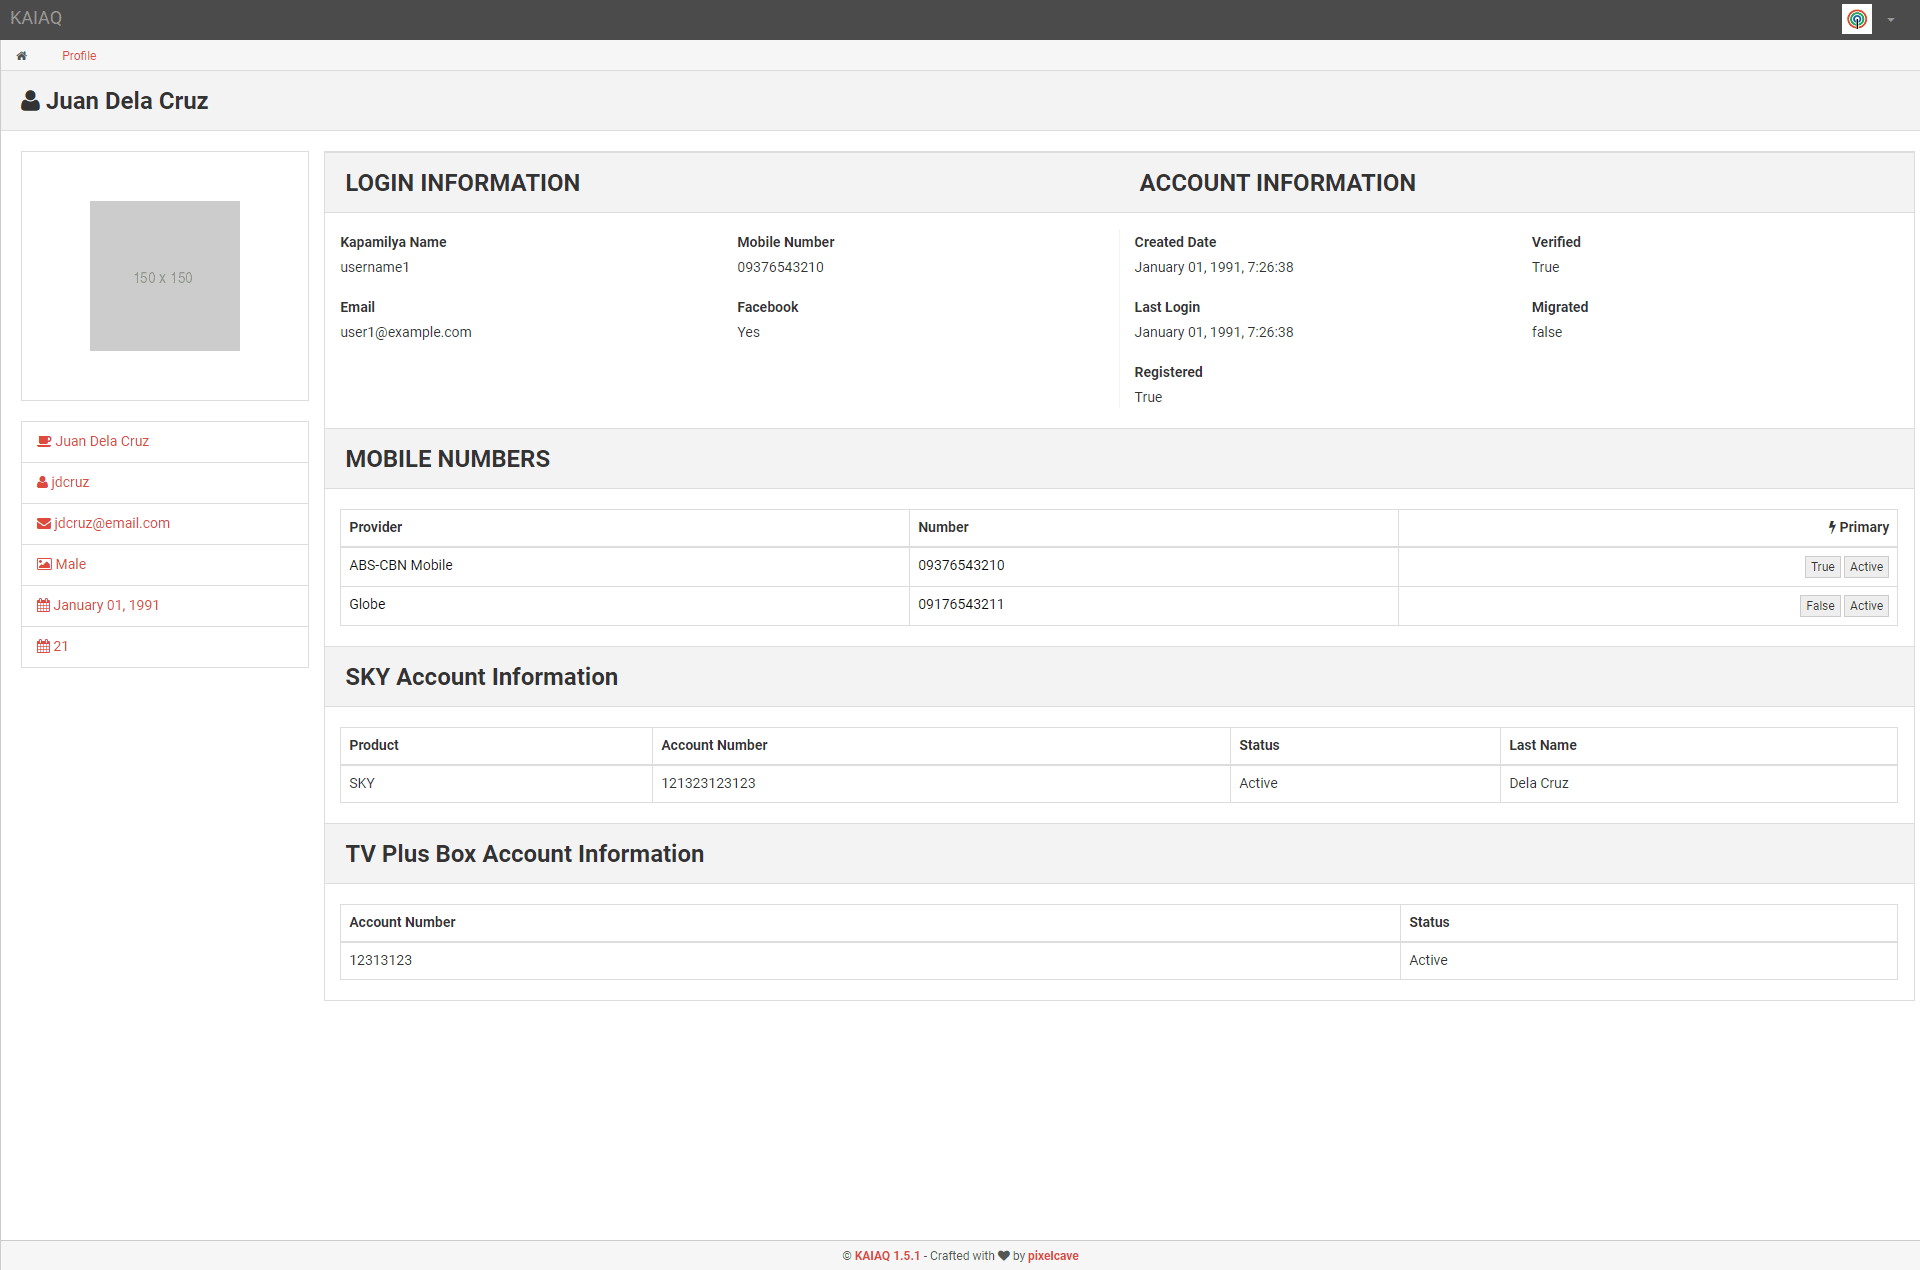 KAIAQ
Profile
Juan Dela Cruz
150 x 150
Juan Dela Cruz
jdcruz
jdcruz@email.com
Male
January 01, 1991
21
LOGIN INFORMATION
Kapamilya Name
username1
Mobile Number
09376543210
Email
user1@example.com
Facebook
Yes
ACCOUNT INFORMATION
Created Date
January 01, 1991, 7:26:38
Verified
True
Last Login
January 01, 1991, 7:26:38
Migrated
false
Registered
True
MOBILE NUMBERS
Provider Number Primary
ABS-CBN Mobile 09376543210 True Active
Globe 09176543211 False Active
SKY Account Information
Product Account Number Status Last Name
SKY 121323123123 Active Dela Cruz
TV Plus Box Account Information
Account Number Status
12313123 Active
© KAIAQ 1.5.1 - Crafted with ♥ by pixelcave